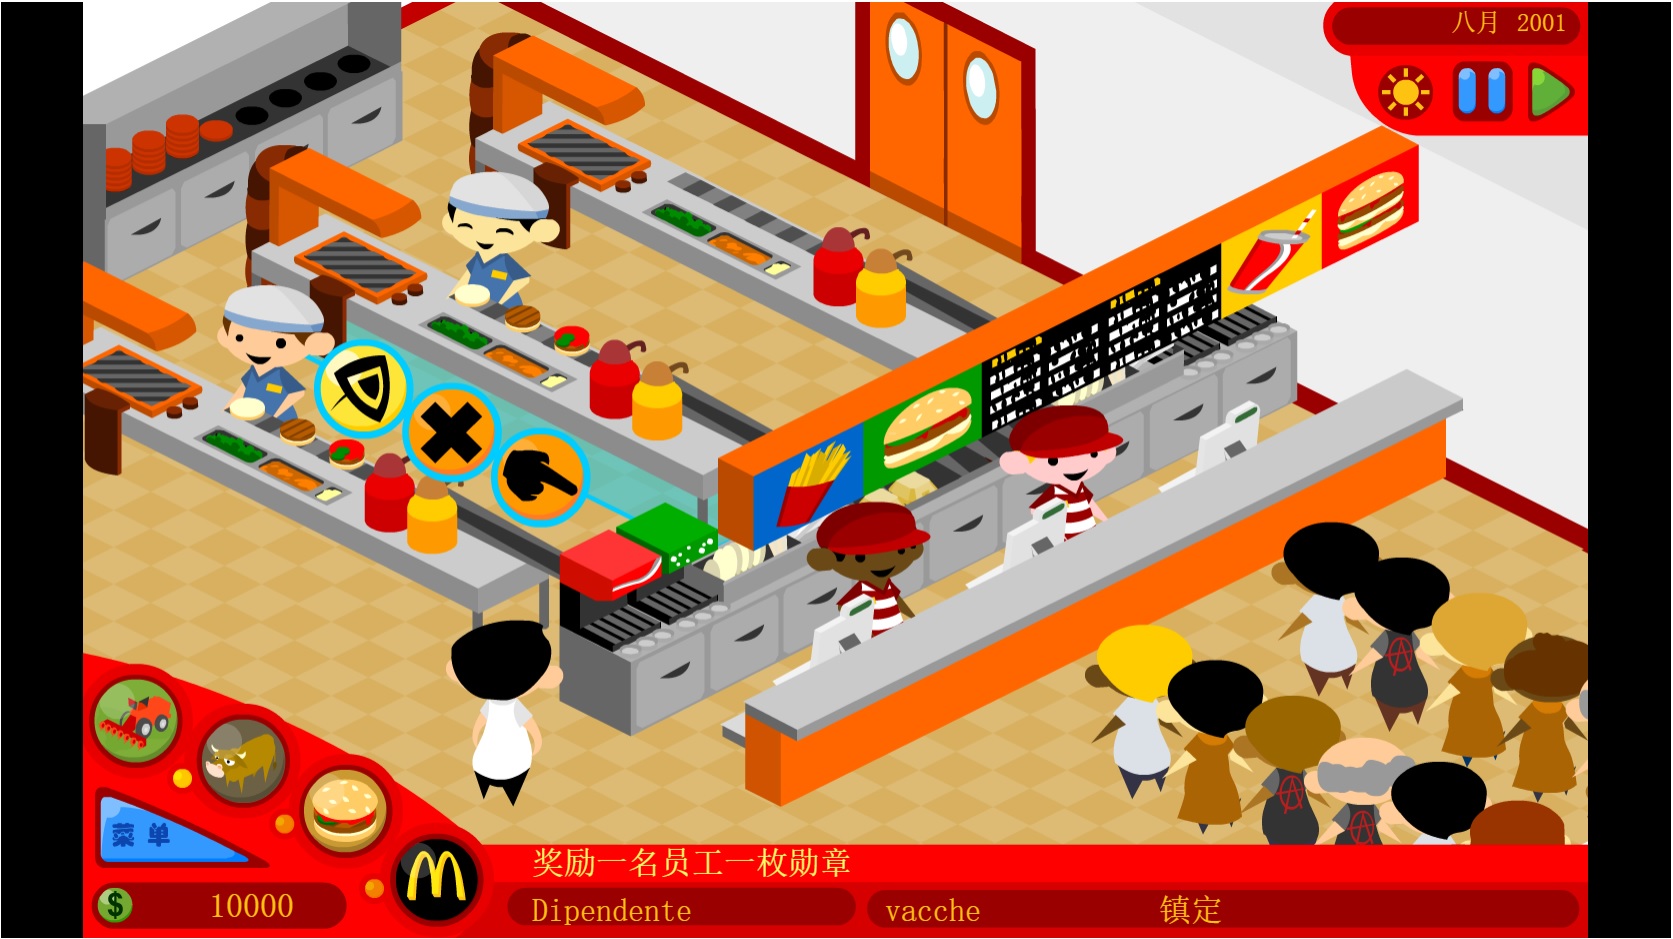 八月 2001
菜单
10000
奖励一名员工一枚勋章
Dipendente
vacche 镇定